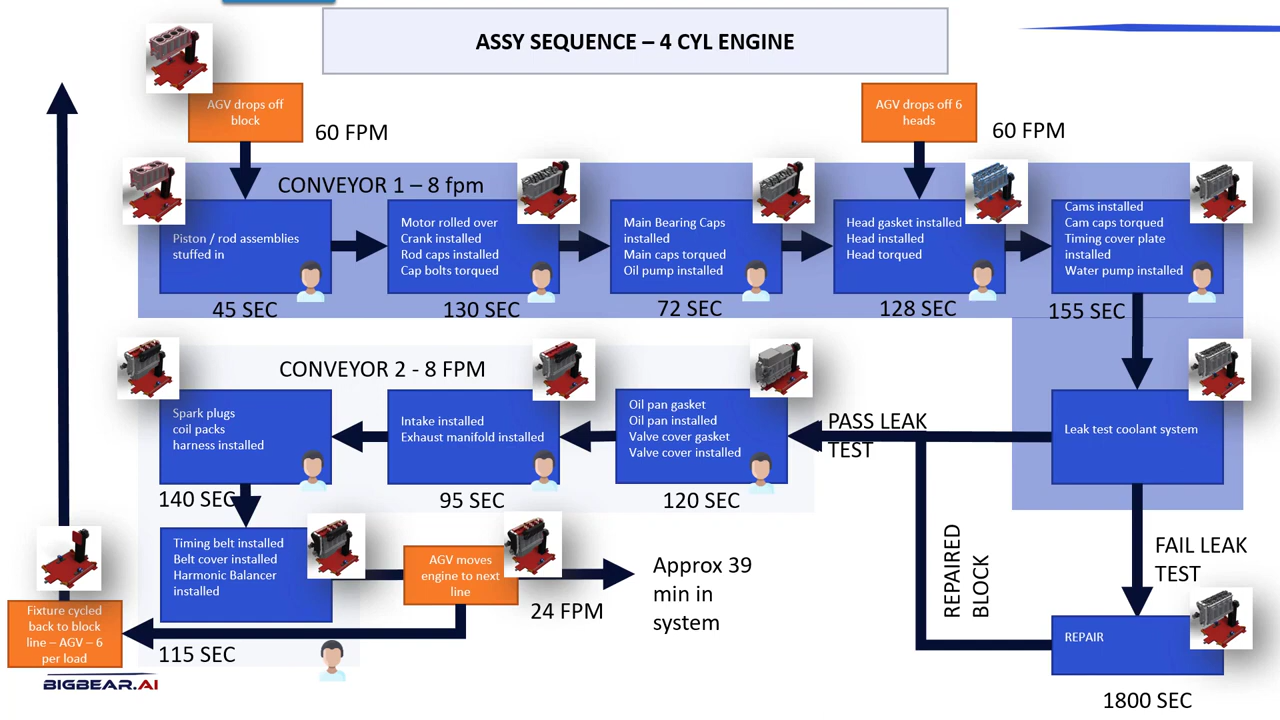 ASSY SEQUENCE – 4 CYL ENGINE
AGV drops off
block
60 FPM
AGV drops off 6
heads
60 FPM
CONVEYOR 1 – 8 fpm
Piston / rod assemblies
stuffed in
45 SEC
Motor rolled over
Crank installed
Rod caps installed
Cap bolts torqued
130 SEC
Main Bearing Caps
installed
Main caps torqued
Oil pump installed
72 SEC
Head gasket installed
Head installed
Head torqued
128 SEC
Cams installed
Cam caps torqued
Timing cover plate
installed
Water pump installed
155 SEC
Leak test coolant system
PASS LEAK
TEST
FAIL LEAK
TEST
REPAIR
1800 SEC
REPAIRED
BLOCK
CONVEYOR 2 - 8 FPM
Oil pan gasket
Oil pan installed
Valve cover gasket
Valve cover installed
120 SEC
Intake installed
Exhaust manifold installed
95 SEC
Spark plugs
coil packs
harness installed
140 SEC
Timing belt installed
Belt cover installed
Harmonic Balancer
installed
115 SEC
AGV moves
engine to next
line
24 FPM
Approx 39
min in
system
Fixture cycled
back to block
line – AGV – 6
per load
BIGBEAR.AI